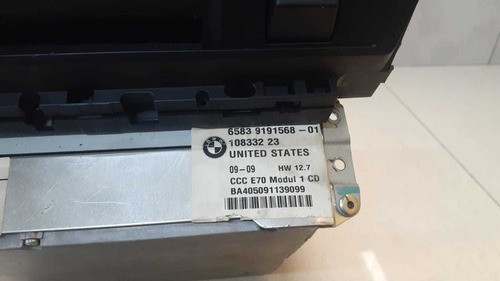 6583 9191568-01
108332 23
UNITED STATES
09-09 HW 12.7
CCC E70 Modul 1 CD
BA405091139099